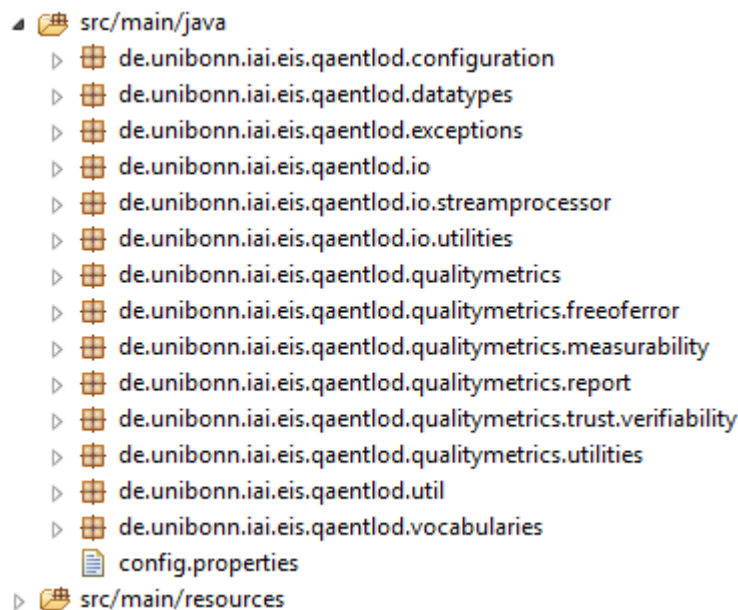 src/main/java
de.unibonn.iai.eis.qaentlod.configuration
de.unibonn.iai.eis.qaentlod.datatypes
de.unibonn.iai.eis.qaentlod.exceptions
de.unibonn.iai.eis.qaentlod.io
de.unibonn.iai.eis.qaentlod.io.streamprocessor
de.unibonn.iai.eis.qaentlod.io.utilities
de.unibonn.iai.eis.qaentlod.qualitymetrics
de.unibonn.iai.eis.qaentlod.qualitymetrics.freeoferror
de.unibonn.iai.eis.qaentlod.qualitymetrics.measurability
de.unibonn.iai.eis.qaentlod.qualitymetrics.report
de.unibonn.iai.eis.qaentlod.qualitymetrics.trust.verifiability
de.unibonn.iai.eis.qaentlod.qualitymetrics.utilities
de.unibonn.iai.eis.qaentlod.util
de.unibonn.iai.eis.qaentlod.vocabularies
config.properties
src/main/resources